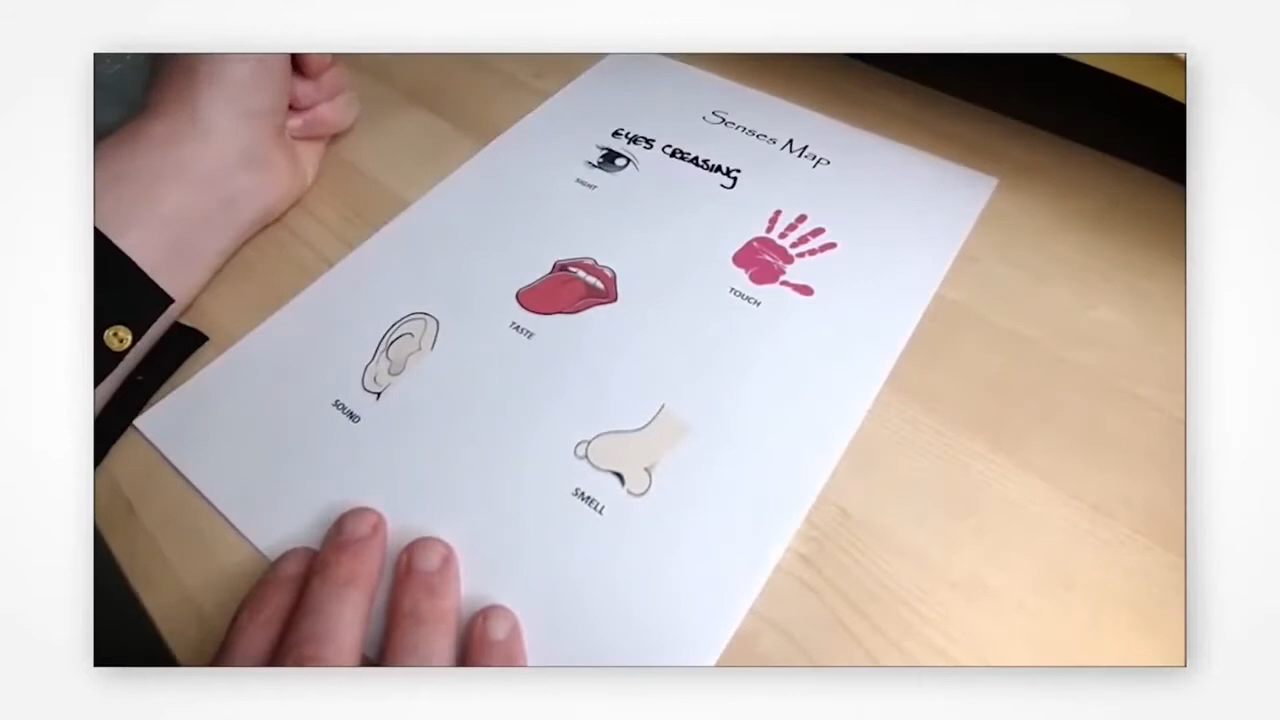 Senses Map
EYES CREASING
SIGHT
TOUCH
TASTE
SOUND
SMELL